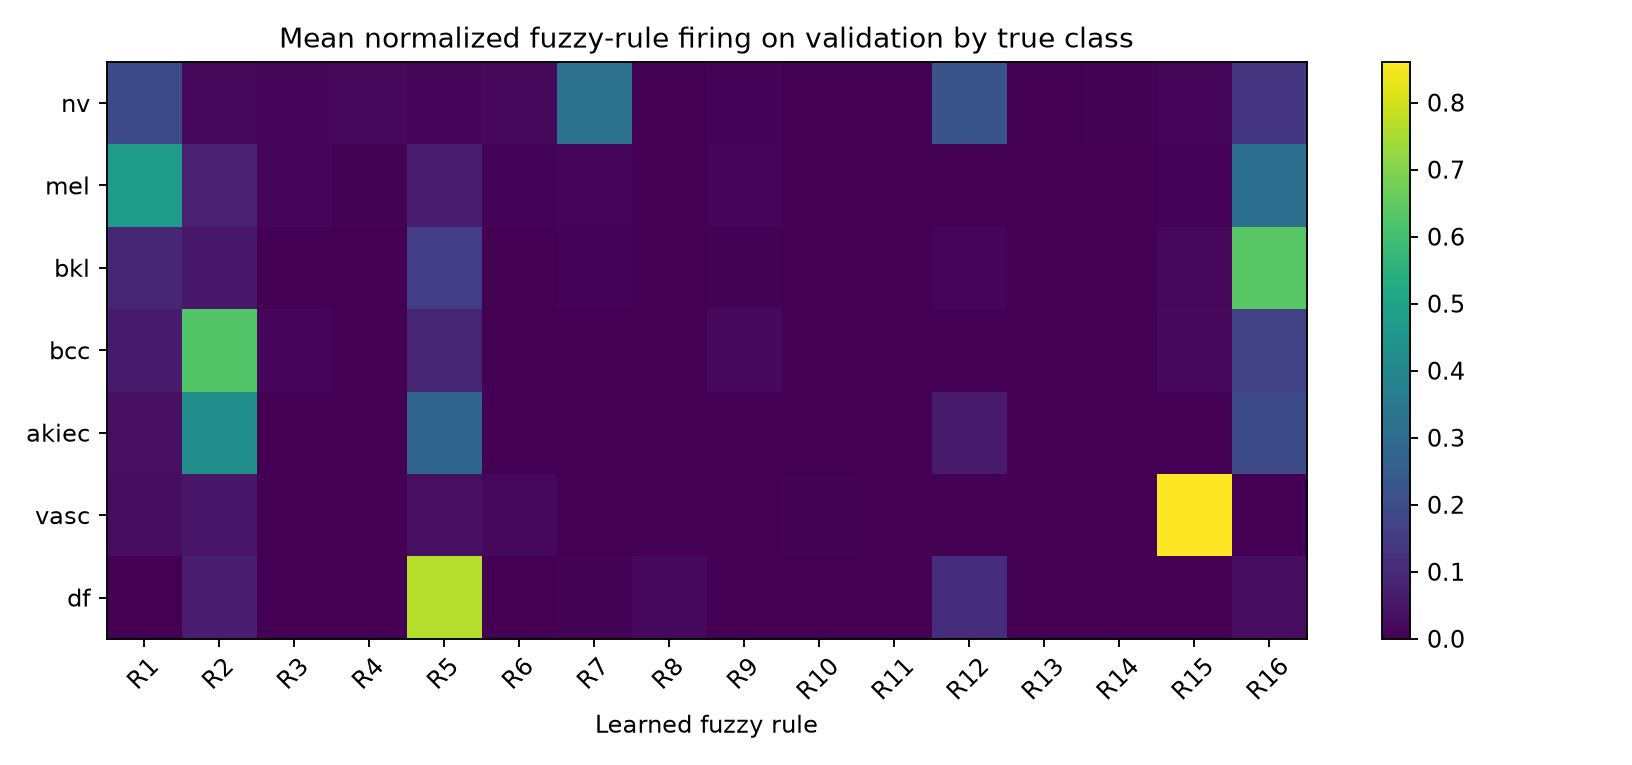 Mean normalized fuzzy-rule firing on validation by true class
nv
mel
bkl
bcc
akiec
vasc
df
R1 R2 R3 R4 R5 R6 R7 R8 R9 R10 R11 R12 R13 R14 R15 R16
Learned fuzzy rule
0.8
0.7
0.6
0.5
0.4
0.3
0.2
0.1
0.0